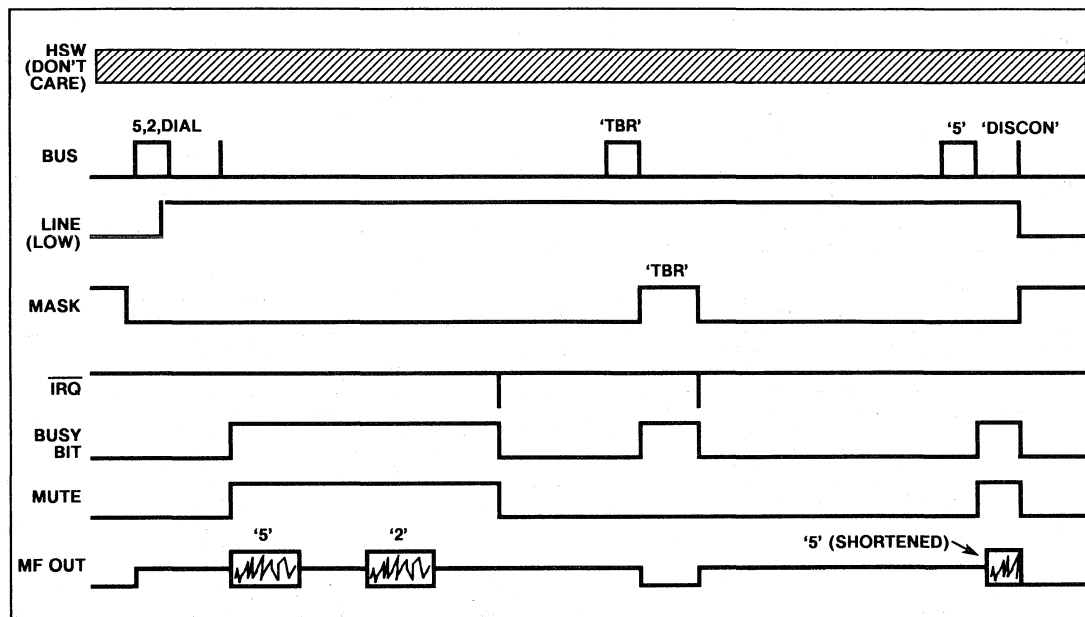 HSW
(DON'T
CARE)
5,2,DIAL
'TBR'
'5' 'DISCON'
BUS
LINE
(LOW)
'TBR'
MASK
IRQ
BUSY
BIT
MUTE
'5'
'2'
'5' (SHORTENED)
MF OUT